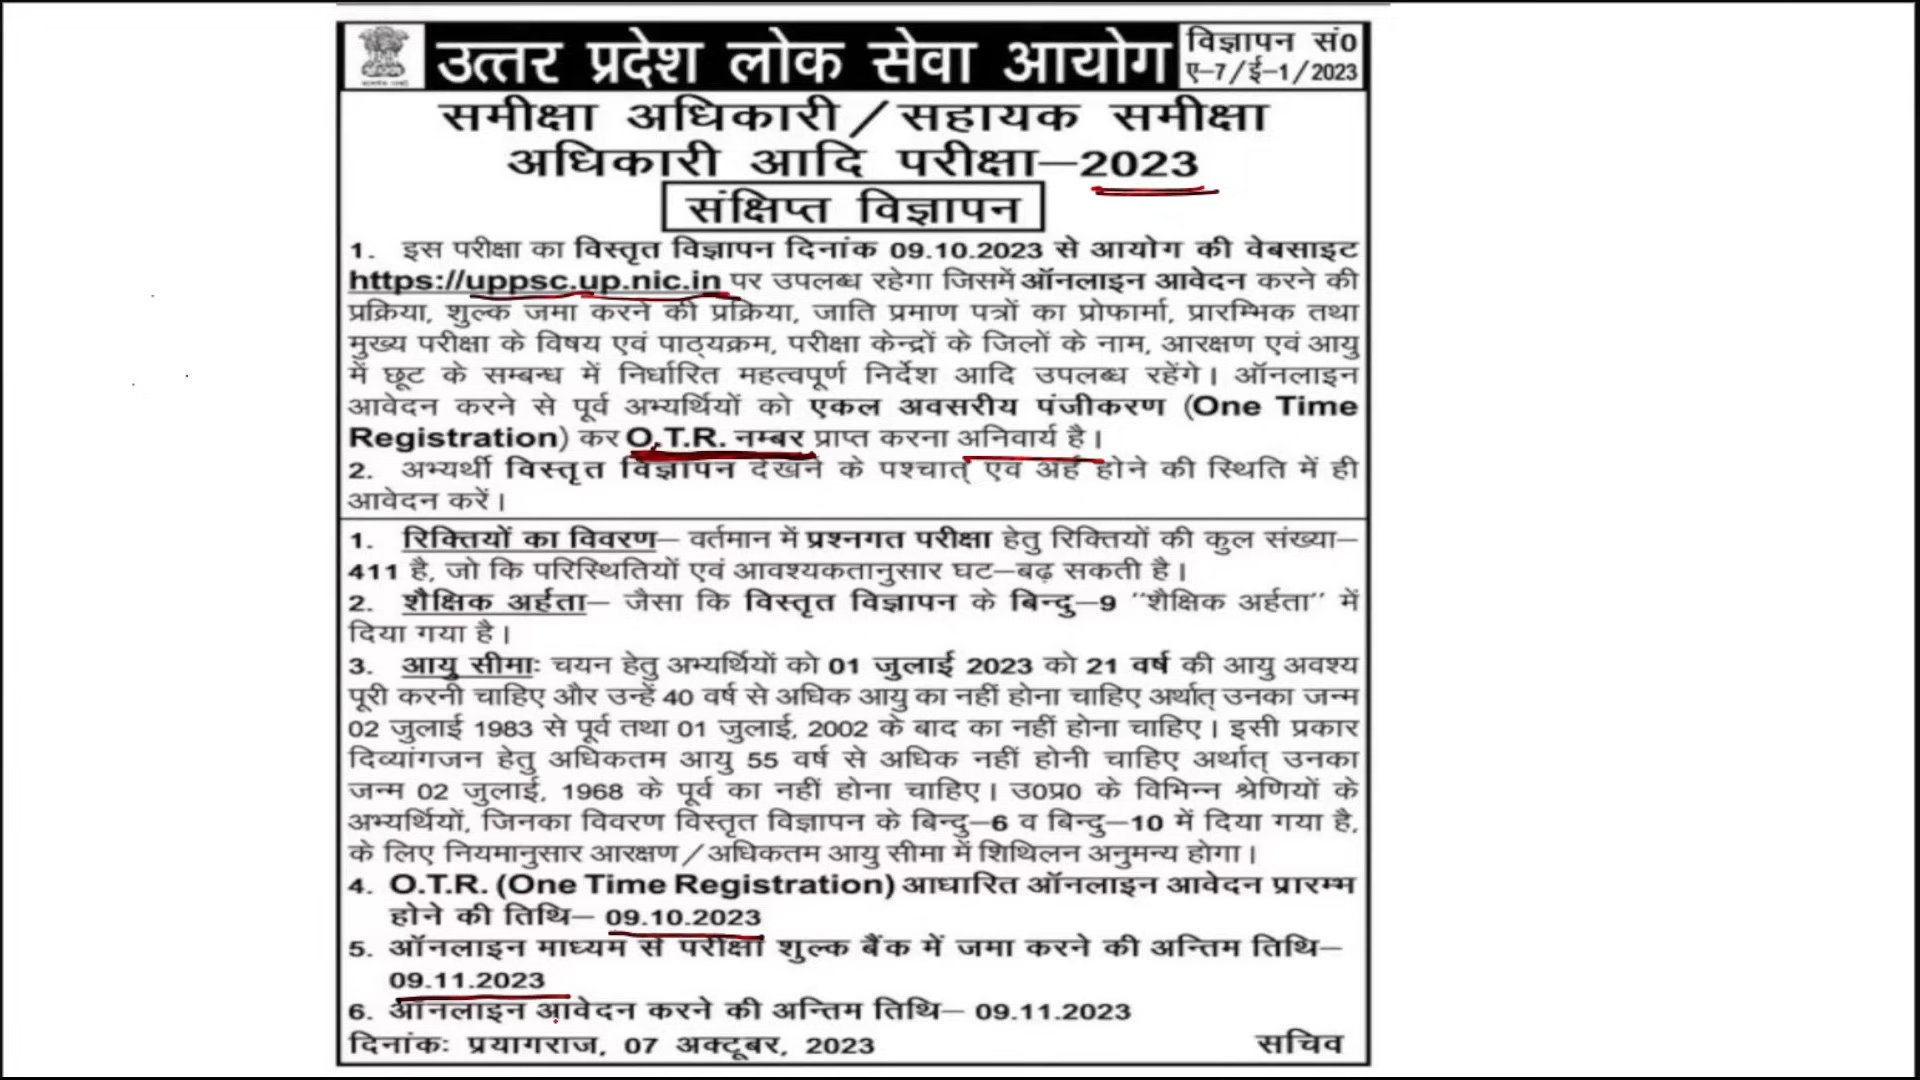 उत्तर प्रदेश लोक सेवा आयोग
विज्ञापन सं0
ए–7/ई–1/2023
समीक्षा अधिकारी/सहायक समीक्षा
अधिकारी आदि परीक्षा–2023
संक्षिप्त विज्ञापन
1. इस परीक्षा का विस्तृत विज्ञापन दिनांक 09.10.2023 से आयोग की वेबसाइट
https://uppsc.up.nic.in पर उपलब्ध रहेगा जिसमें ऑनलाइन आवेदन करने की
प्रक्रिया, शुल्क जमा करने की प्रक्रिया, जाति प्रमाण पत्रों का प्रोफार्मा, प्रारम्भिक तथा
मुख्य परीक्षा के विषय एवं पाठ्यक्रम, परीक्षा केन्द्रों के जिलों के नाम, आरक्षण एवं आयु
में छूट के सम्बन्ध में निर्धारित महत्वपूर्ण निर्देश आदि उपलब्ध रहेंगे। ऑनलाइन
आवेदन करने से पूर्व अभ्यर्थियों को एकल अवसरीय पंजीकरण (One Time
Registration) कर O.T.R. नम्बर प्राप्त करना अनिवार्य है।
2. अभ्यर्थी विस्तृत विज्ञापन देखने के पश्चात् एवं अर्ह होने की स्थिति में ही
आवेदन करें।
1. रिक्तियों का विवरण– वर्तमान में प्रश्नगत परीक्षा हेतु रिक्तियों की कुल संख्या–
411 है, जो कि परिस्थितियों एवं आवश्यकतानुसार घट–बढ़ सकती है।
2. शैक्षिक अर्हता– जैसा कि विस्तृत विज्ञापन के बिन्दु–9 "शैक्षिक अर्हता" में
दिया गया है।
3. आयु सीमाः चयन हेतु अभ्यर्थियों को 01 जुलाई 2023 को 21 वर्ष की आयु अवश्य
पूरी करनी चाहिए और उन्हें 40 वर्ष से अधिक आयु का नहीं होना चाहिए अर्थात् उनका जन्म
02 जुलाई 1983 से पूर्व तथा 01 जुलाई, 2002 के बाद का नहीं होना चाहिए। इसी प्रकार
दिव्यांगजन हेतु अधिकतम आयु 55 वर्ष से अधिक नहीं होनी चाहिए अर्थात् उनका
जन्म 02 जुलाई, 1968 के पूर्व का नहीं होना चाहिए। उ0प्र0 के विभिन्न श्रेणियों के
अभ्यर्थियों, जिनका विवरण विस्तृत विज्ञापन के बिन्दु–6 व बिन्दु–10 में दिया गया है,
के लिए नियमानुसार आरक्षण/अधिकतम आयु सीमा में शिथिलन अनुमन्य होगा।
4. O.T.R. (One Time Registration) आधारित ऑनलाइन आवेदन प्रारम्भ
होने की तिथि– 09.10.2023
5. ऑनलाइन माध्यम से परीक्षा शुल्क बैंक में जमा करने की अन्तिम तिथि–
09.11.2023
6. ऑनलाइन आवेदन करने की अन्तिम तिथि– 09.11.2023
दिनांकः प्रयागराज, 07 अक्टूबर, 2023 सचिव